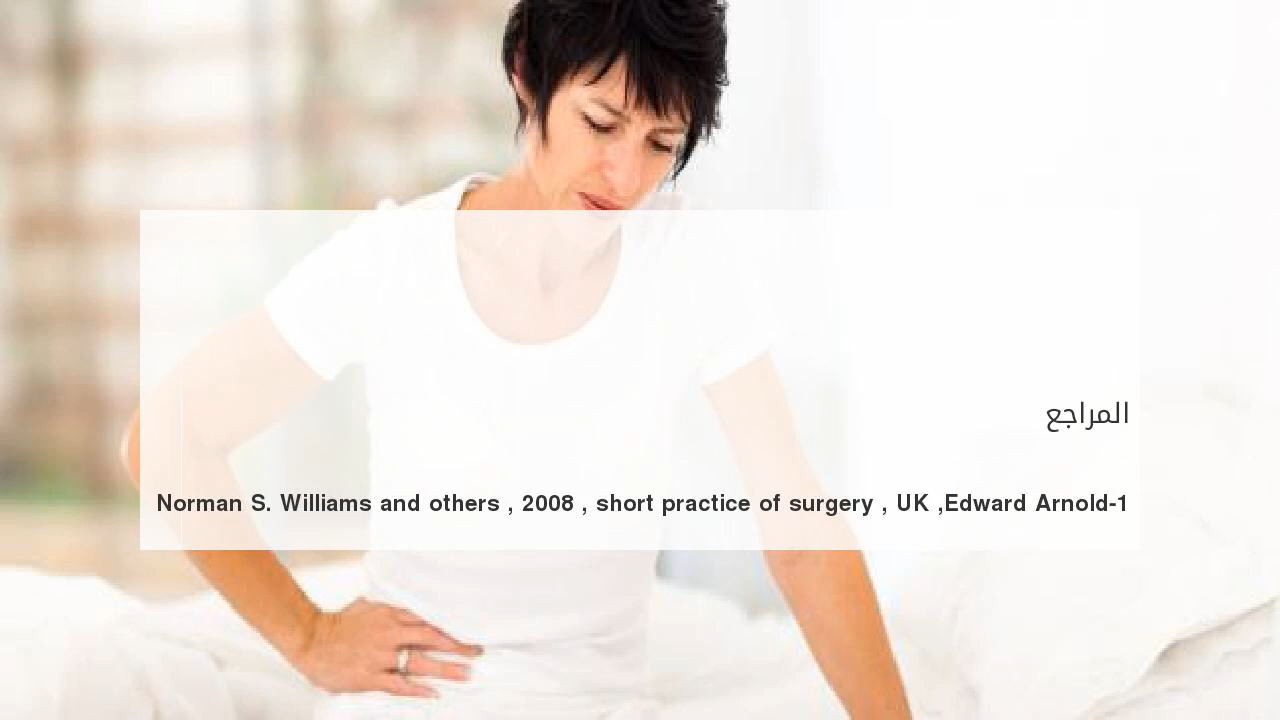 المراجع
Norman S. Williams and others , 2008 , short practice of surgery , UK ,Edward Arnold-1